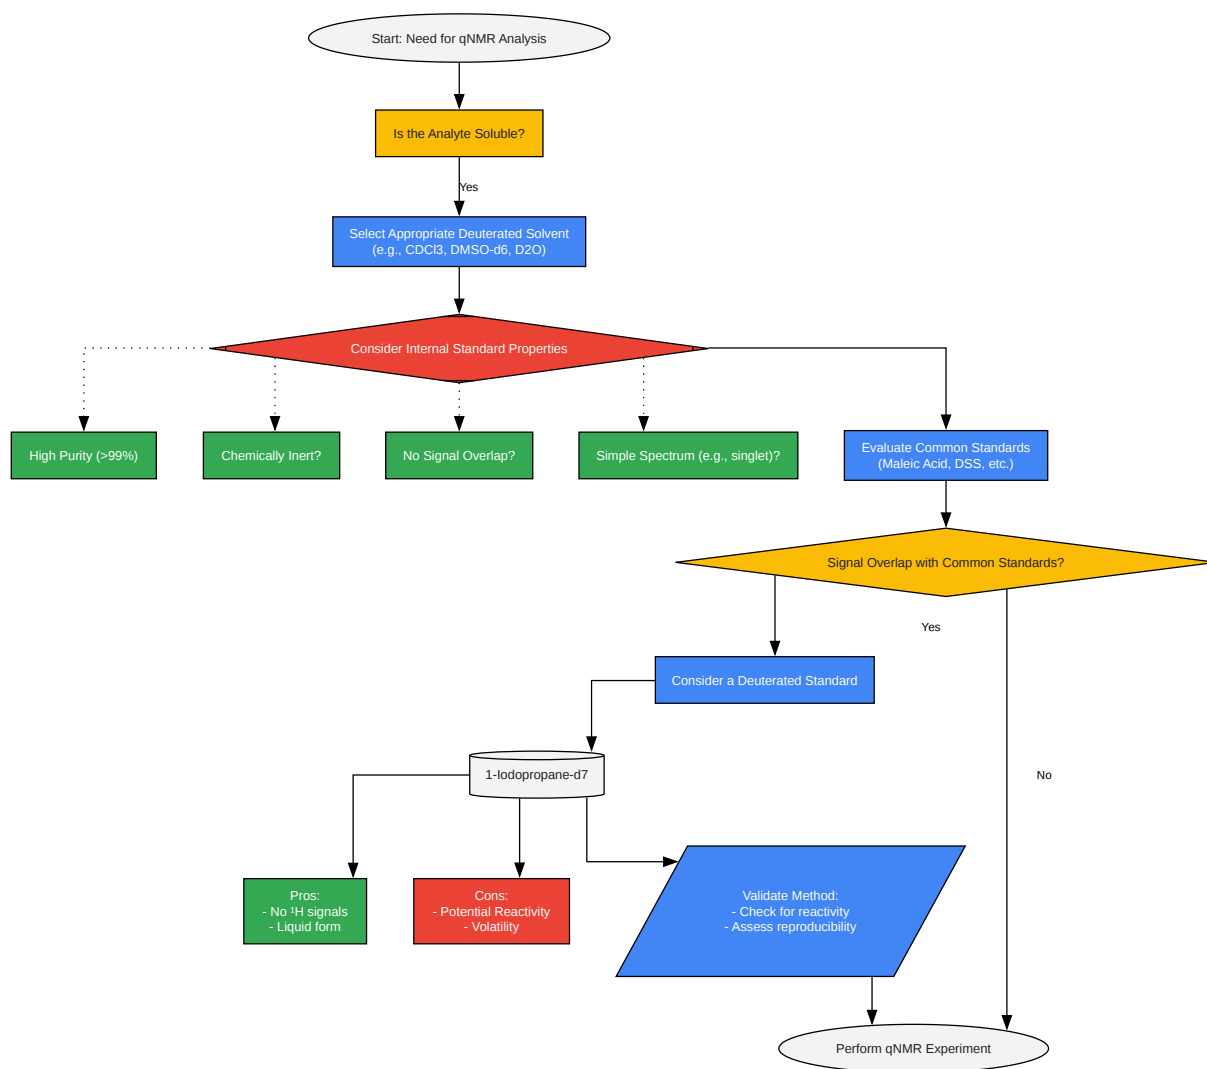 Start: Need for qNMR Analysis
Is the Analyte Soluble?
Yes
Select Appropriate Deuterated Solvent
(e.g., CDCl3, DMSO-d6, D2O)
Consider Internal Standard Properties
High Purity (>99%)
Chemically Inert?
No Signal Overlap?
Simple Spectrum (e.g., singlet)?
Evaluate Common Standards
(Maleic Acid, DSS, etc.)
Signal Overlap with Common Standards?
Yes
Consider a Deuterated Standard
1-Iodopropane-d7
No
Pros:
- No ¹H signals
- Liquid form
Cons:
- Potential Reactivity
- Volatility
Validate Method:
- Check for reactivity
- Assess reproducibility
Perform qNMR Experiment